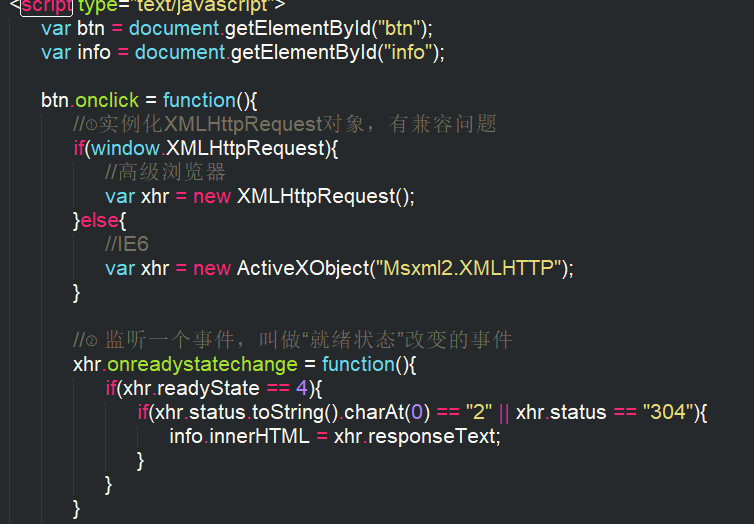 <script type="text/javascript">
var btn = document.getElementById("btn");
var info = document.getElementById("info");
btn.onclick = function(){
//①实例化XMLHttpRequest对象，有兼容问题
if(window.XMLHttpRequest){
//高级浏览器
var xhr = new XMLHttpRequest();
}else{
//IE6
var xhr = new ActiveXObject("Msxml2.XMLHTTP");
}
//② 监听一个事件，叫做“就绪状态”改变的事件
xhr.onreadystatechange = function(){
if(xhr.readyState == 4){
if(xhr.status.toString().charAt(0) == "2" || xhr.status == "304"){
info.innerHTML = xhr.responseText;
}
}
}